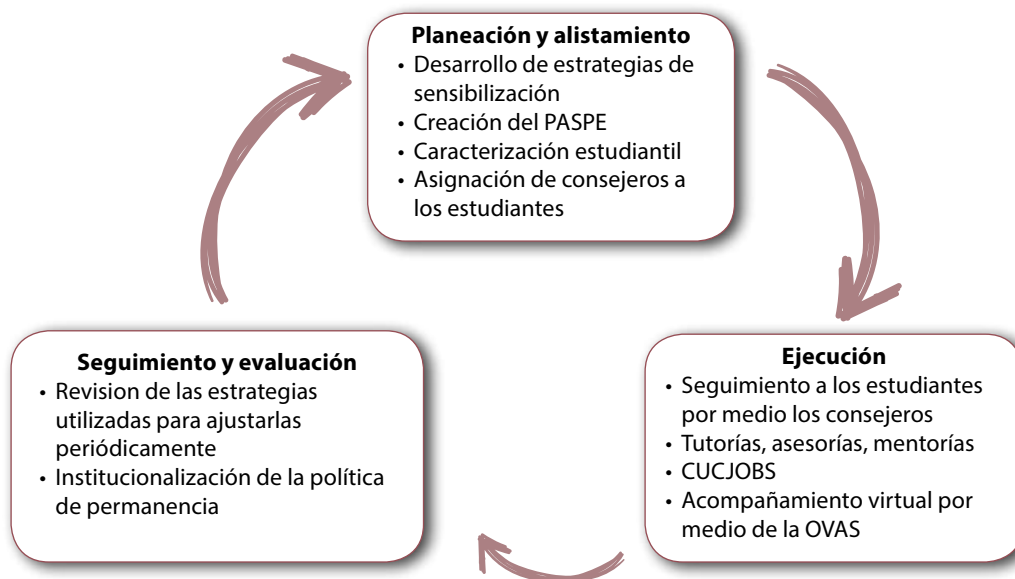 Planeación y alistamiento
• Desarrollo de estrategias de
sensibilización
• Creación del PASPE
• Caracterización estudiantil
• Asignación de consejeros a
los estudiantes
Seguimiento y evaluación
• Revision de las estrategias
utilizadas para ajustarlas
periódicamente
• Institucionalización de la política
de permanencia
Ejecución
• Seguimiento a los estudiantes
por medio los consejeros
• Tutorías, asesorías, mentorías
• CUCJOBS
• Acompañamiento virtual por
medio de la OVAS